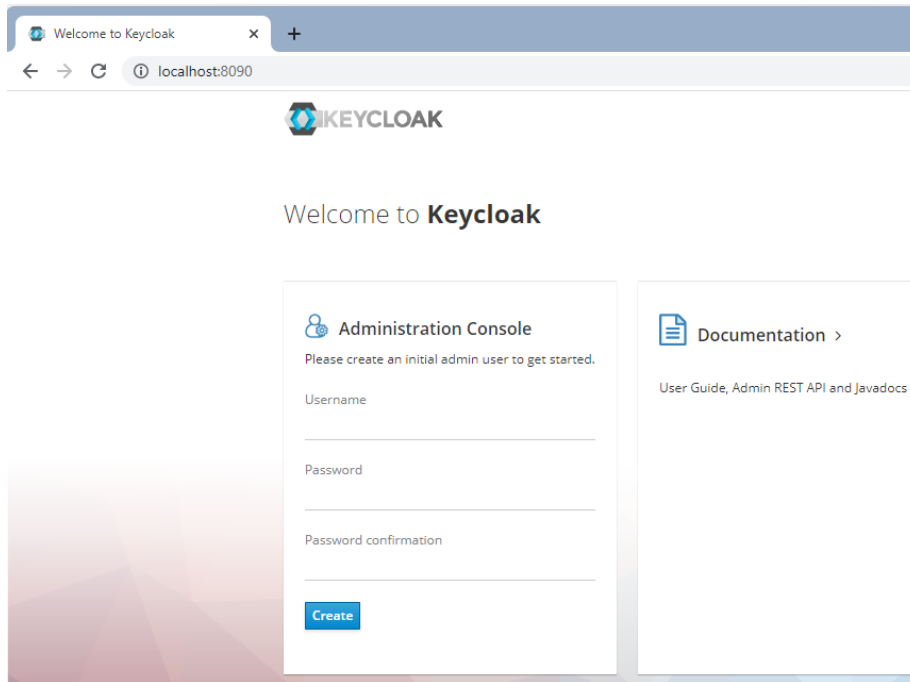 Welcome to Keycloak
localhost:8090
KEYCLOAK
Welcome to Keycloak
Administration Console
Please create an initial admin user to get started.
Username
Password
Password confirmation
Create
Documentation >
User Guide, Admin REST API and Javadocs